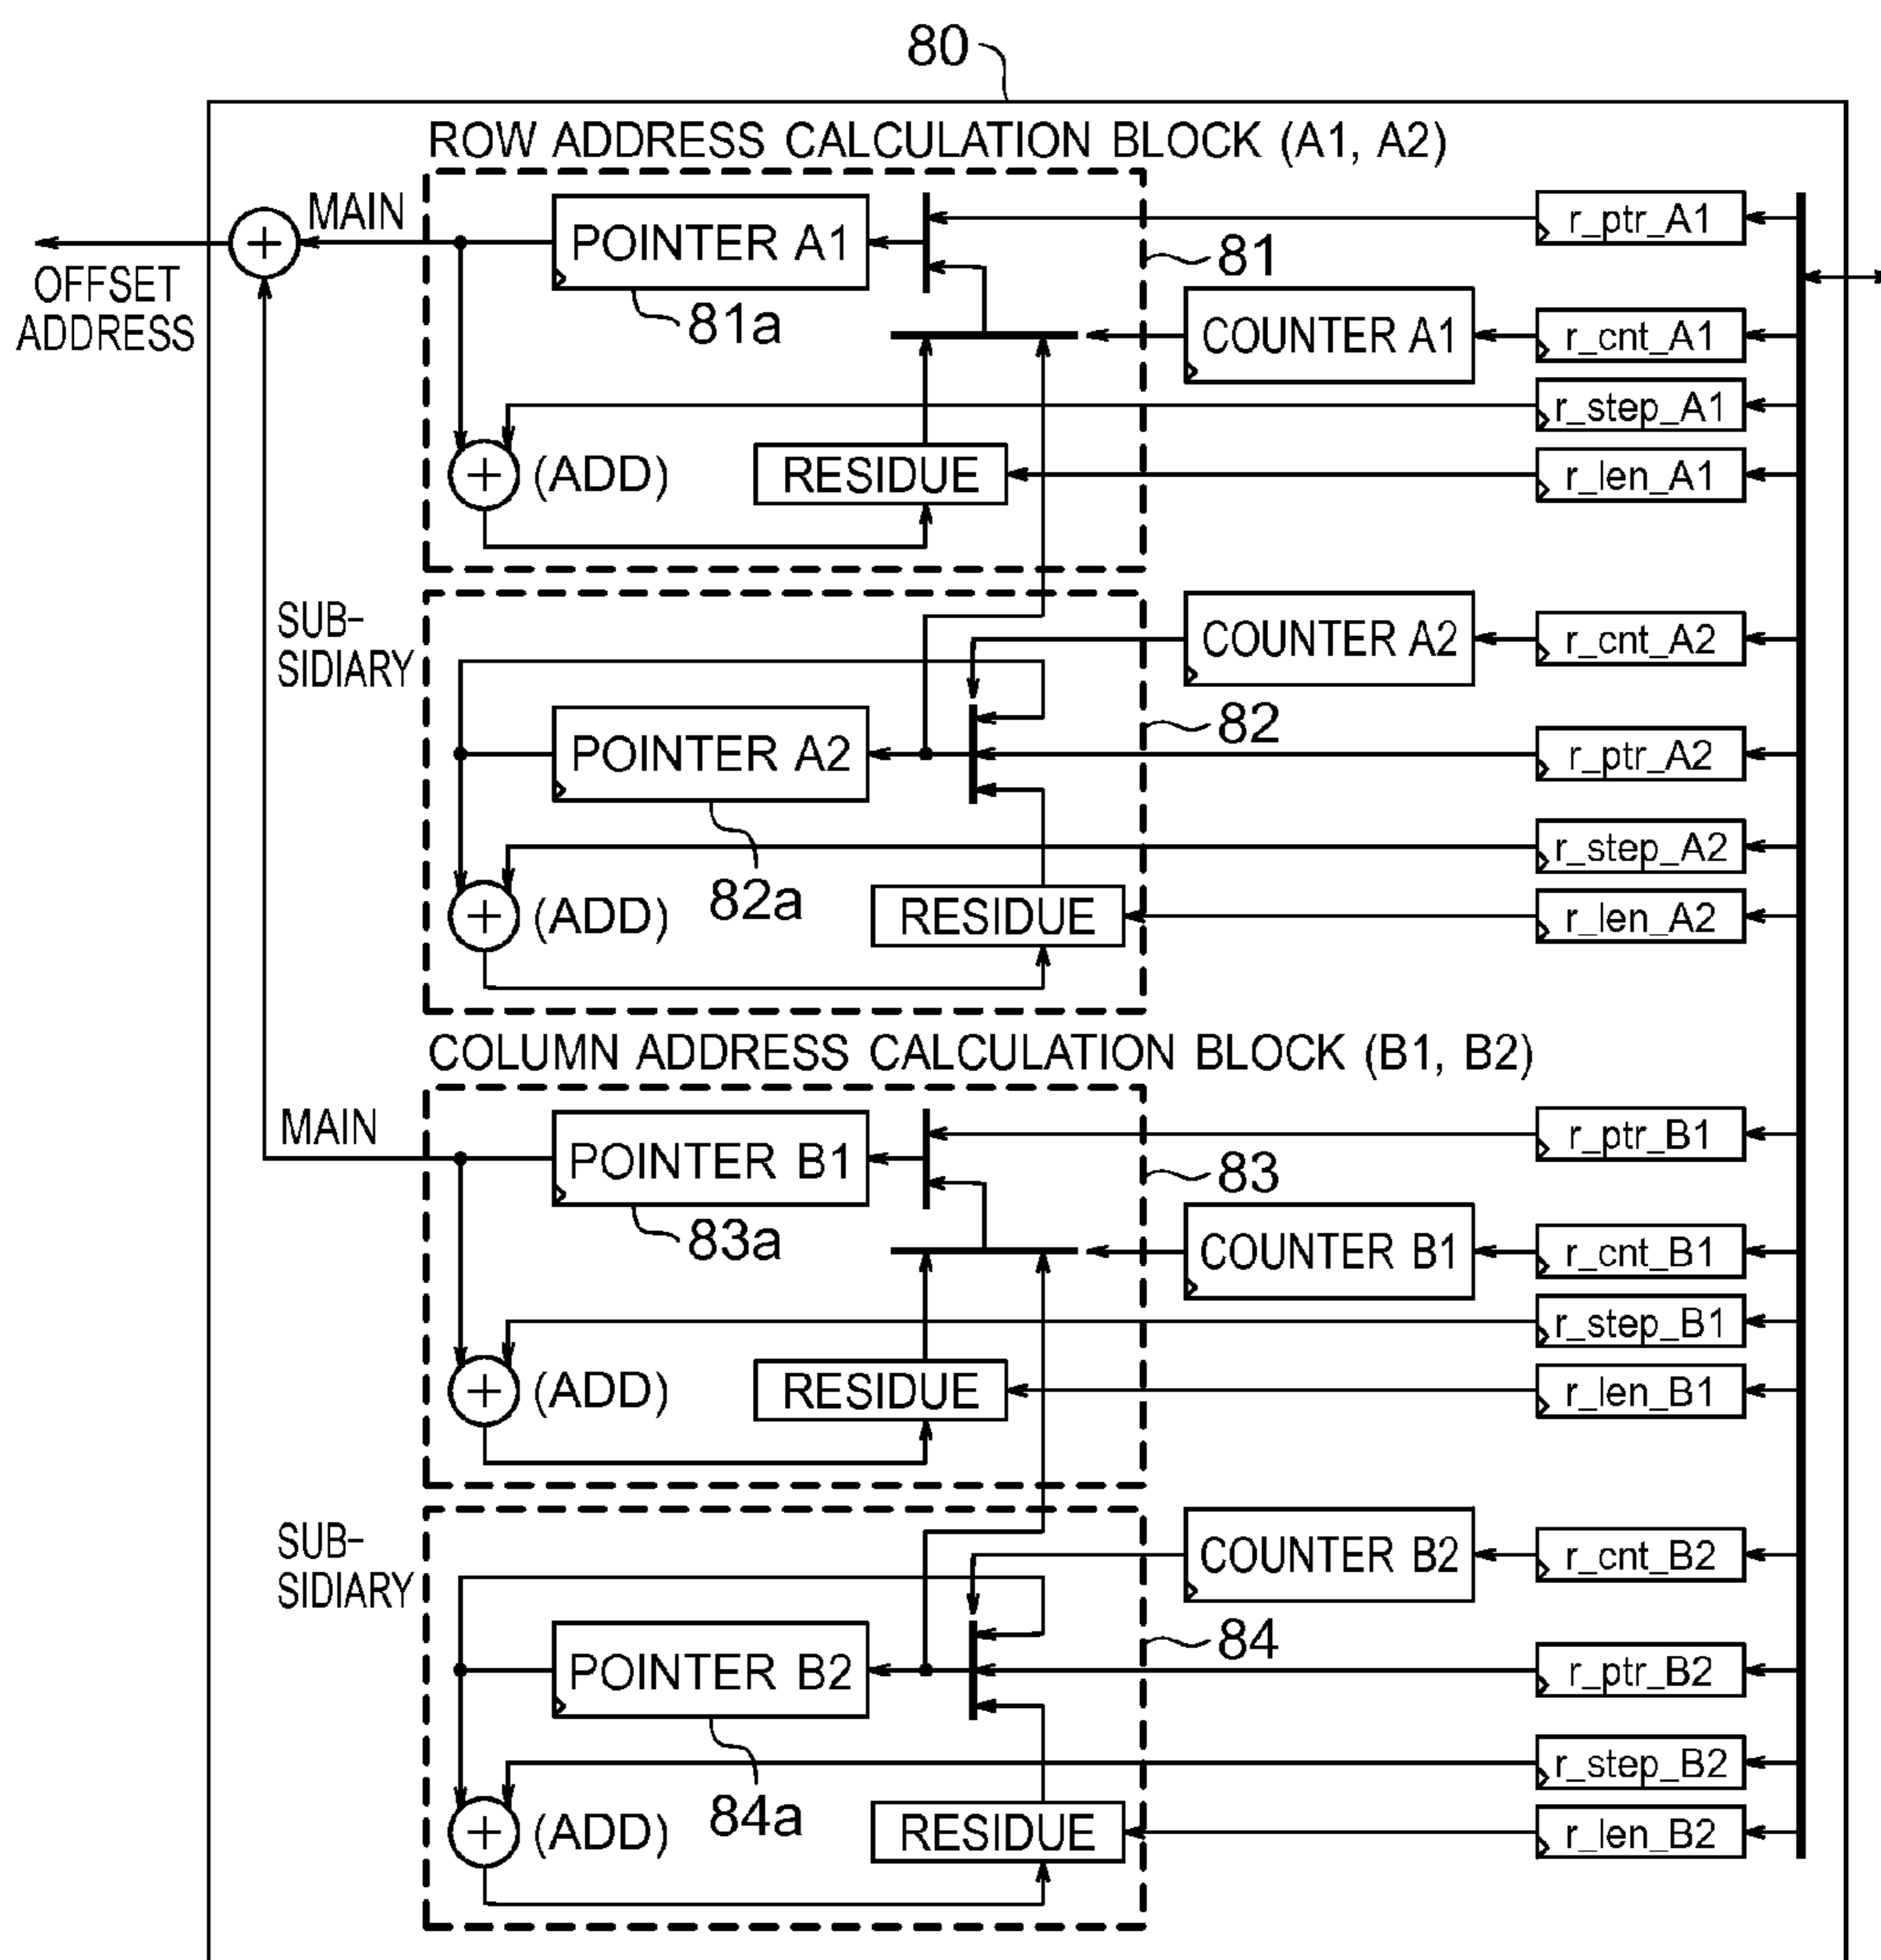 80
ROW ADDRESS CALCULATION BLOCK (A1, A2)
MAIN
POINTER A1
r_ptr_A1
81
+
OFFSET
ADDRESS
81a
COUNTER A1
r_cnt_A1
r_step_A1
+
(ADD)
RESIDUE
r_len_A1
SUB-
SIDIARY
COUNTER A2
r_cnt_A2
82
POINTER A2
r_ptr_A2
82a
r_step_A2
+
(ADD)
RESIDUE
r_len_A2
COLUMN ADDRESS CALCULATION BLOCK (B1, B2)
MAIN
POINTER B1
r_ptr_B1
83
83a
COUNTER B1
r_cnt_B1
r_step_B1
+
(ADD)
RESIDUE
r_len_B1
SUB-
SIDIARY
COUNTER B2
r_cnt_B2
84
POINTER B2
r_ptr_B2
84a
r_step_B2
+
(ADD)
RESIDUE
r_len_B2